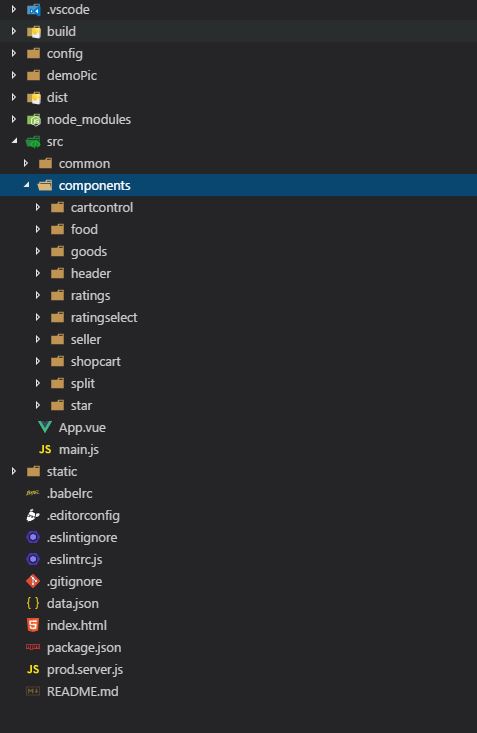 .vscode
build
config
demoPic
dist
node_modules
src
common
components
cartcontrol
food
goods
header
ratings
ratingselect
seller
shopcart
split
star
App.vue
JS main.js
static
.babelrc
.editorconfig
.eslintignore
.eslintrc.js
.gitignore
{ } data.json
index.html
package.json
JS prod.server.js
README.md